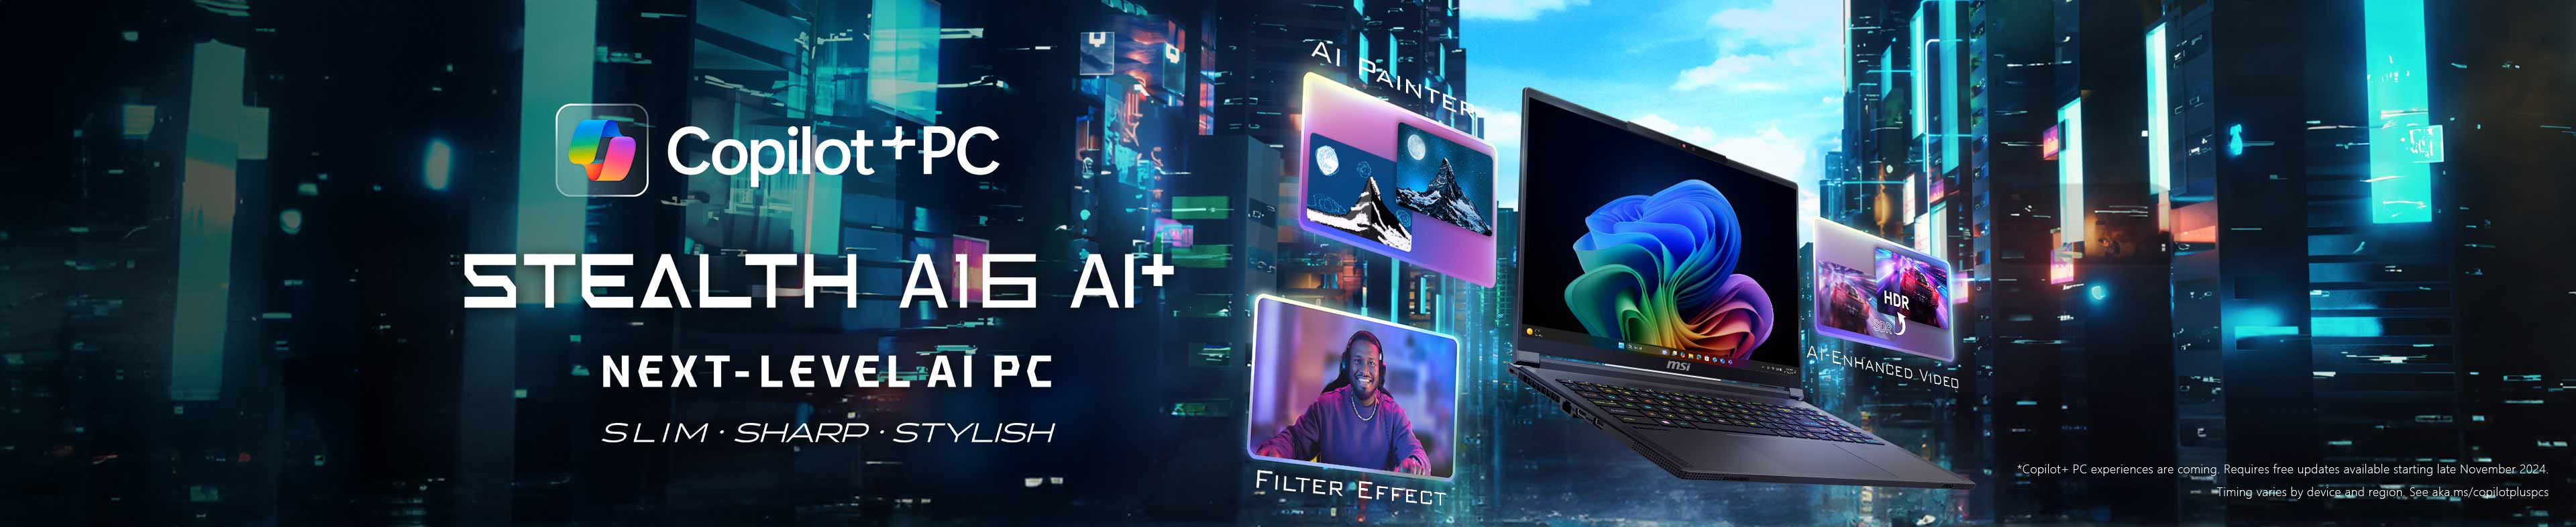 Copilot+PC
STEALTH A16 AI+
NEXT-LEVEL AI PC
SLIM · SHARP · STYLISH
AI PAINTER
FILTER EFFECT
msi
HDR
SDR
AI-ENHANCED VIDEO
*Copilot+ PC experiences are coming. Requires free updates available starting late November 2024.
Timing varies by device and region. See aka.ms/copilotpluspcs